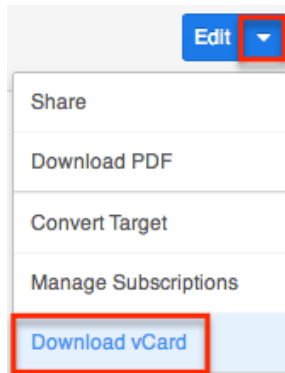 Edit
Share
Download PDF
Convert Target
Manage Subscriptions
Download vCard